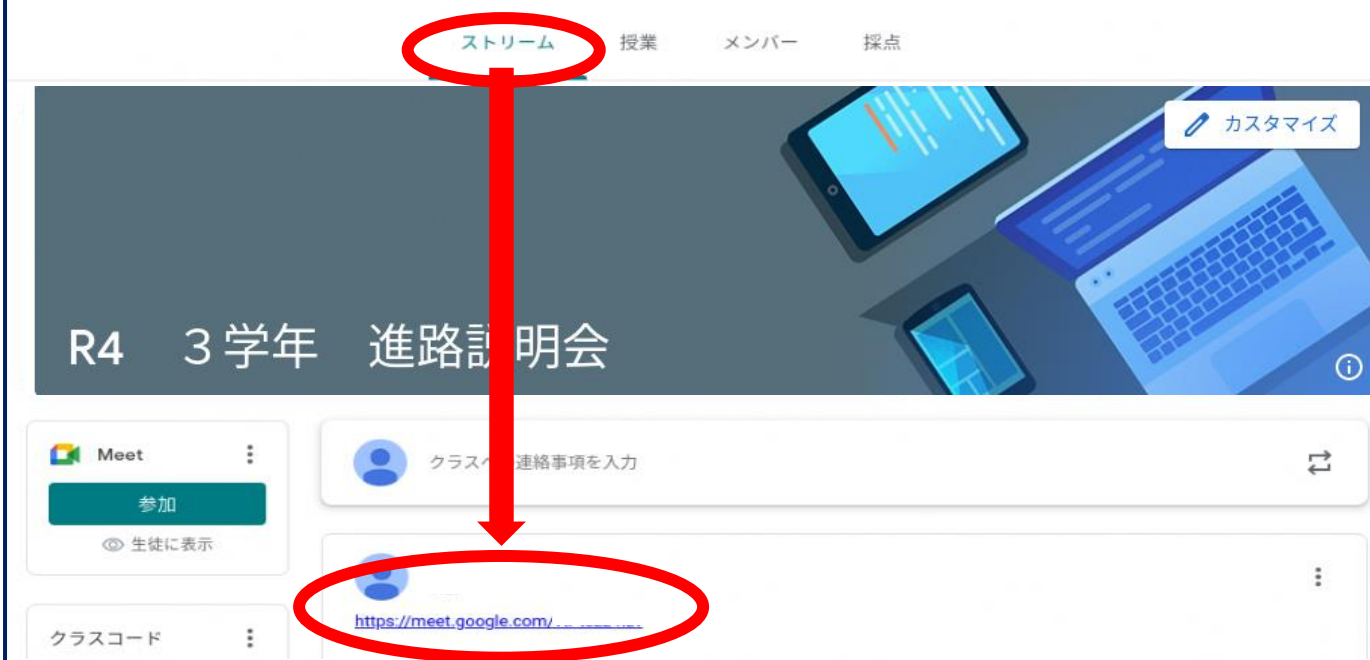 ストリーム 授業 メンバー 採点
カスタマイズ
R4 ３学年 進路説明会
Meet
参加
生徒に表示
クラスへ 連絡事項を入力
https://meet.google.com/
クラスコード